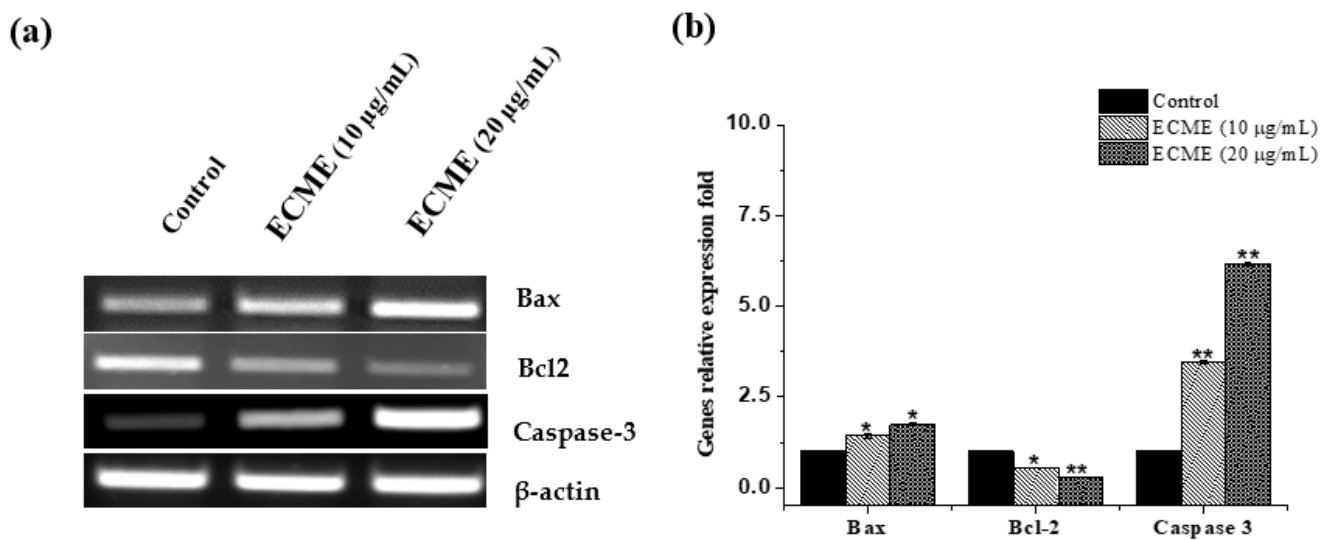 (a)
Control
ECME (10 µg/mL)
ECME (20 µg/mL)
Bax
Bcl2
Caspase-3
β-actin
(b)
Control
ECME (10 µg/mL)
ECME (20 µg/mL)
Genes relative expression fold
10.0
7.5
5.0
2.5
0.0
* *
* **
** **
Bax Bcl-2 Caspase 3